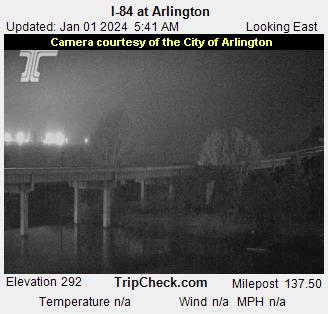 I-84 at Arlington
Updated: Jan 01 2024 5:41 AM Looking East
Camera courtesy of the City of Arlington
Elevation 292 TripCheck.com Milepost 137.50
Temperature n/a Wind n/a MPH n/a